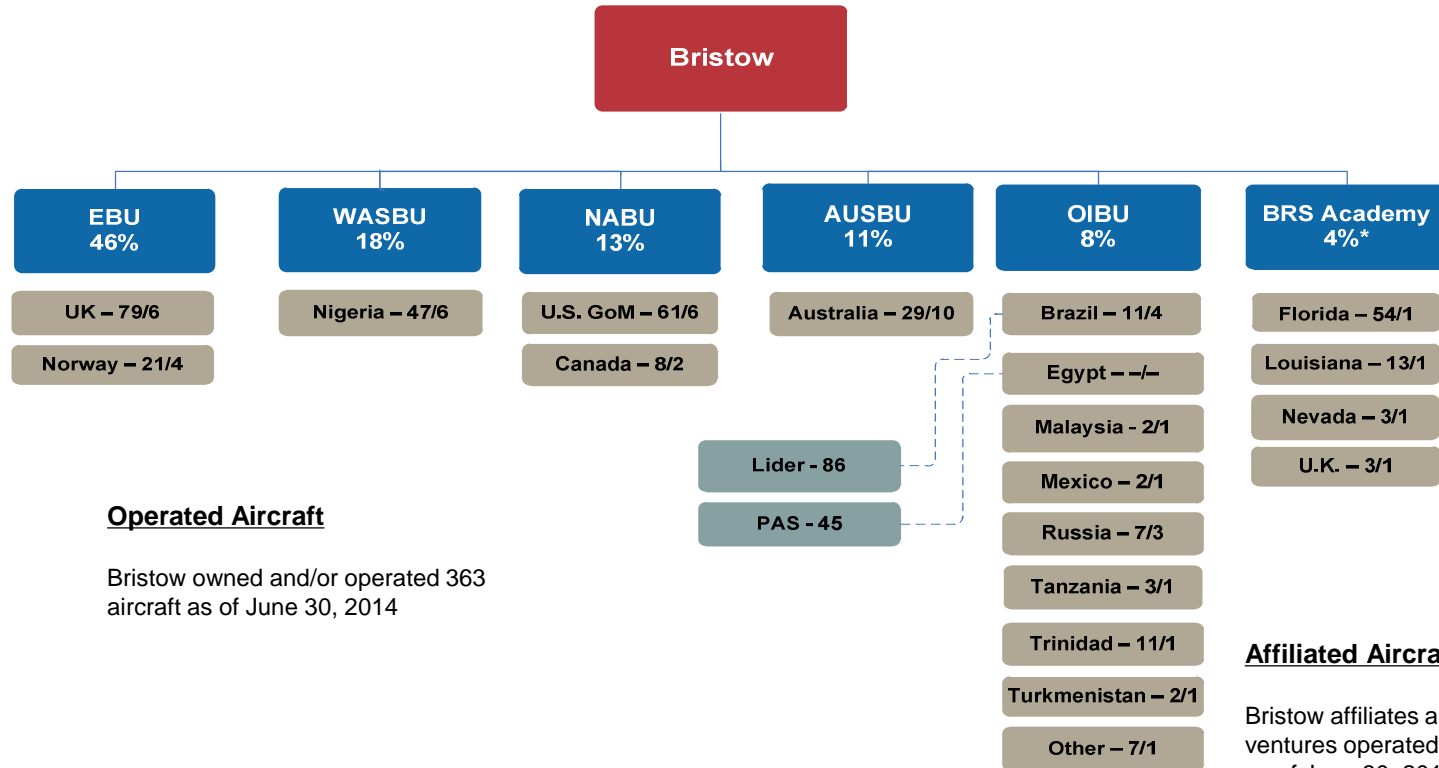 Bristow
EBU
46%
WASBU
18%
NABU
13%
AUSBU
11%
OIBU
8%
BRS Academy
4%*
UK – 79/6
Norway – 21/4
Nigeria – 47/6
U.S. GoM – 61/6
Canada – 8/2
Australia – 29/10
Brazil – 11/4
Egypt – –/–
Malaysia - 2/1
Mexico – 2/1
Russia – 7/3
Tanzania – 3/1
Trinidad – 11/1
Turkmenistan – 2/1
Other – 7/1
Florida – 54/1
Louisiana – 13/1
Nevada – 3/1
U.K. – 3/1
Lider - 86
PAS - 45
Operated Aircraft
Bristow owned and/or operated 363
aircraft as of June 30, 2014
Affiliated
Bristow affiliates
ventures operated